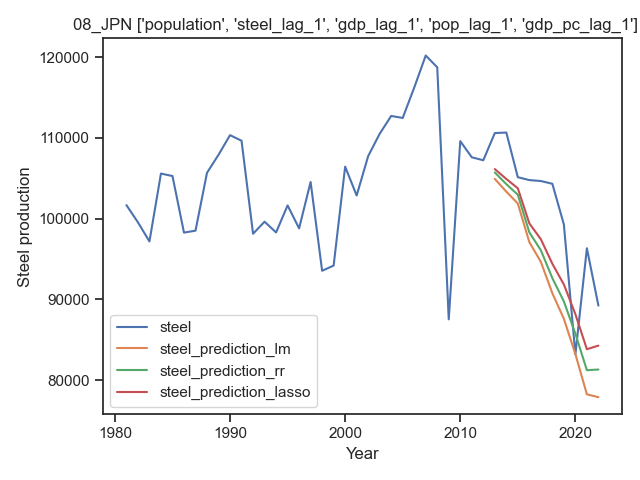 08_JPN ['population', 'steel_lag_1', 'gdp_lag_1', 'pop_lag_1', 'gdp_pc_lag_1']
120000
110000
100000
90000
80000
Steel production
steel
steel_prediction_lm
steel_prediction_rr
steel_prediction_lasso
1980 1990 2000 2010 2020
Year